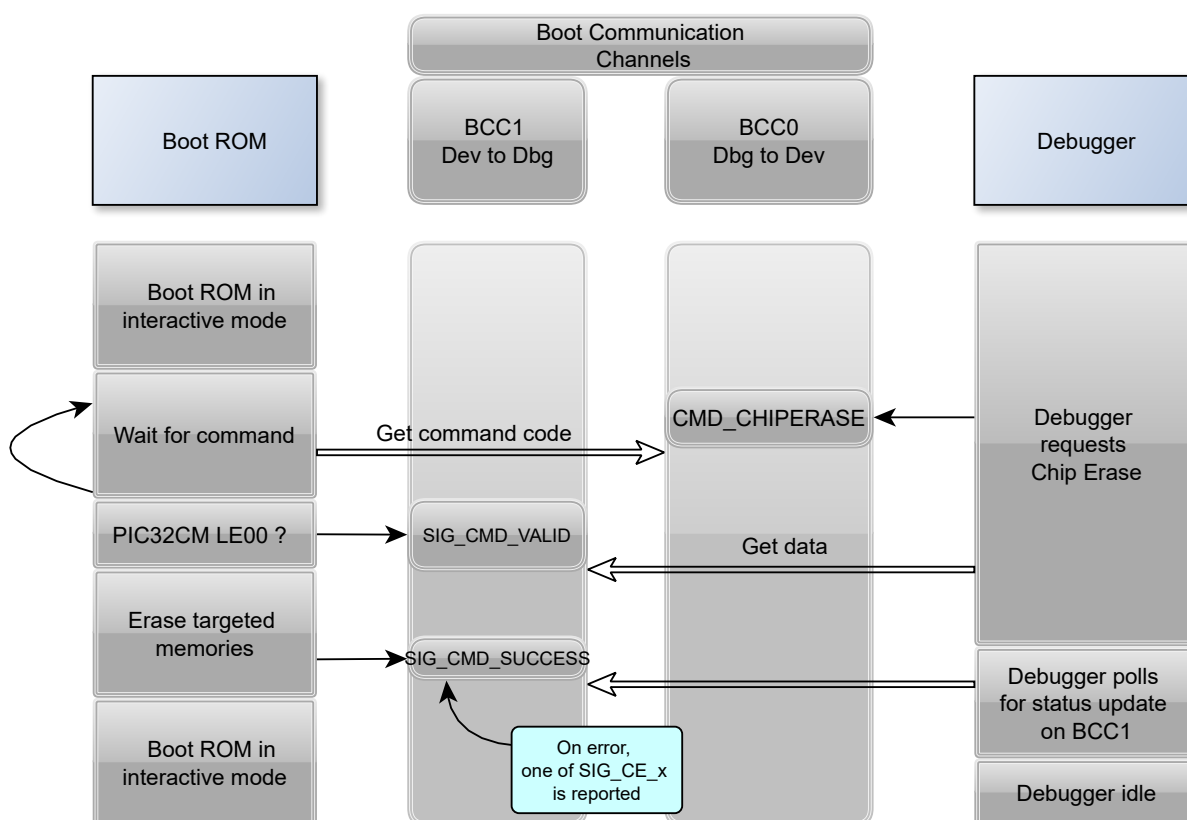 Boot Communication
Channels
Boot ROM
BCC1
Dev to Dbg
BCC0
Dbg to Dev
Debugger
Boot ROM in
interactive mode
Wait for command
Get command code
CMD_CHIPERASE
Debugger
requests
Chip Erase
PIC32CM LE00 ?
SIG_CMD_VALID
Get data
Erase targeted
memories
SIG_CMD_SUCCESS
Debugger polls
for status update
on BCC1
Boot ROM in
interactive mode
On error,
one of SIG_CE_x
is reported
Debugger idle